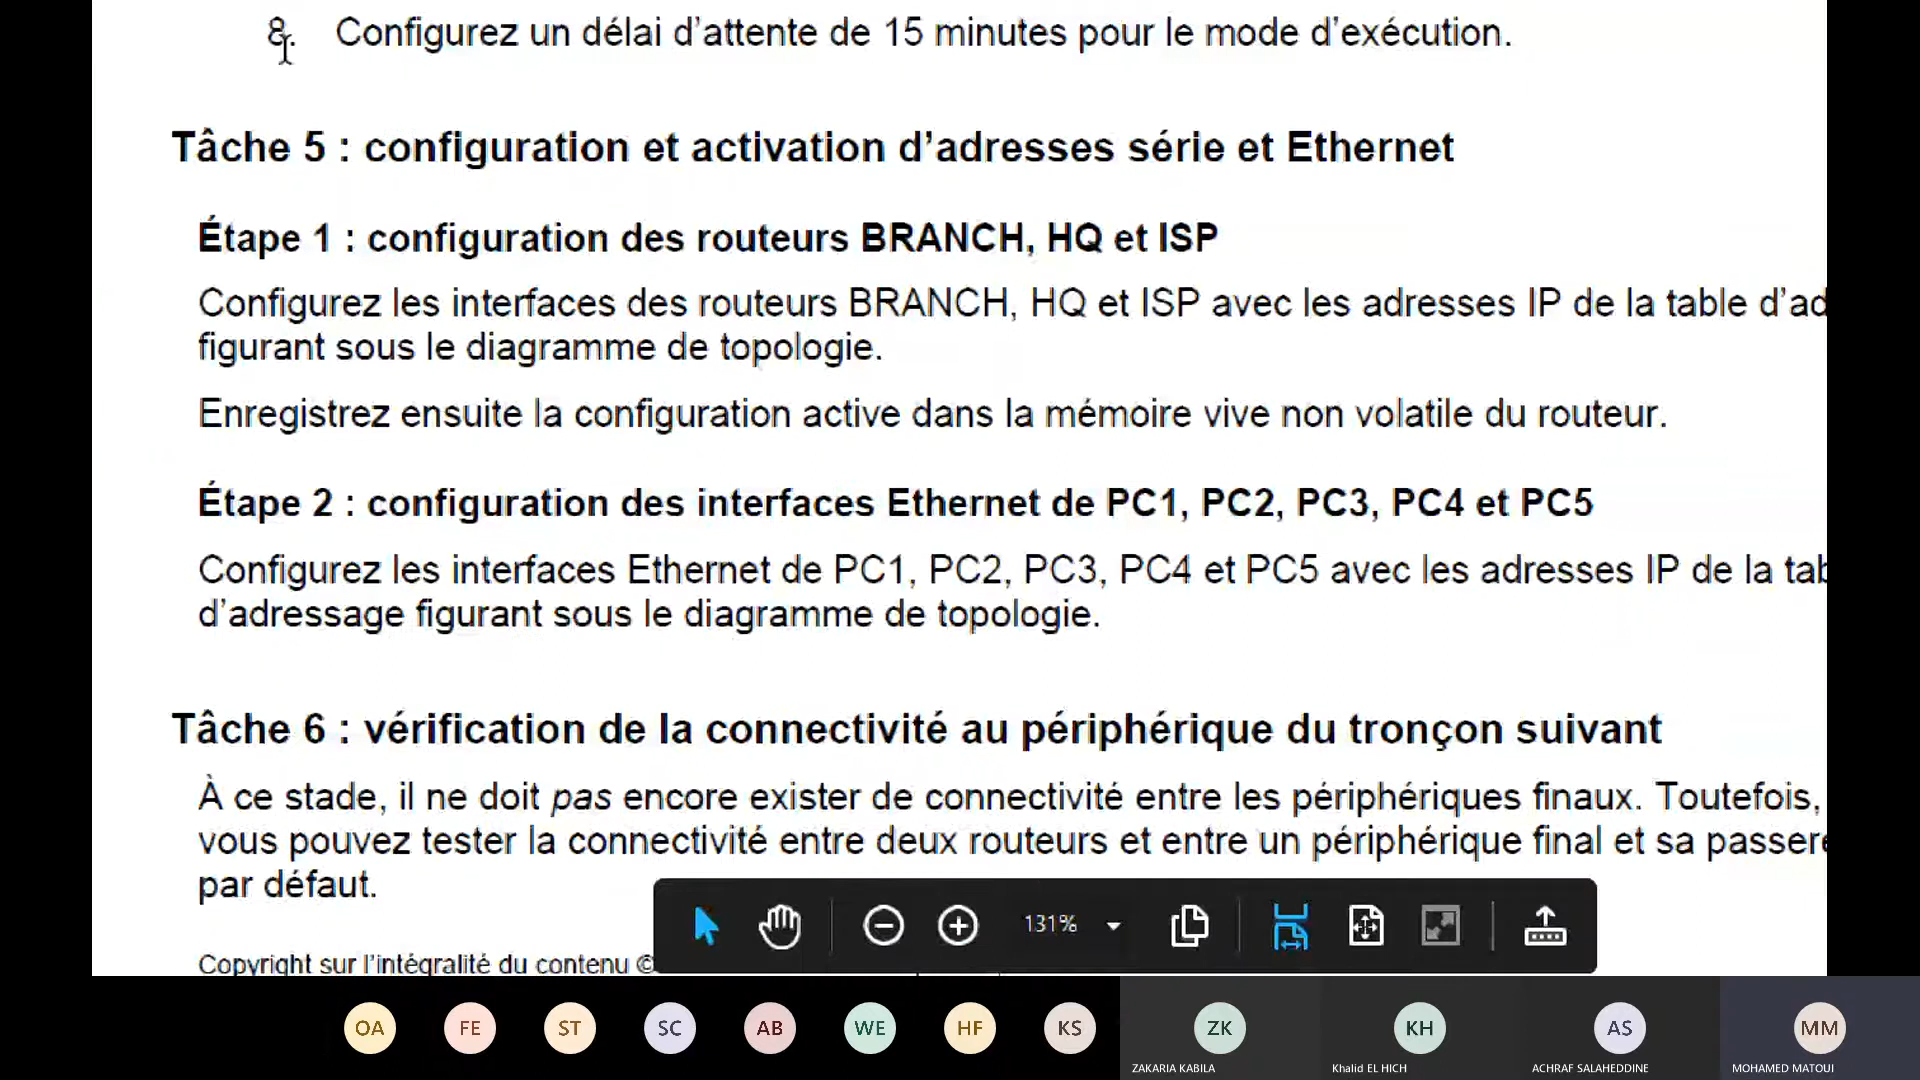 8. Configurez un délai d'attente de 15 minutes pour le mode d'exécution.
Tâche 5 : configuration et activation d'adresses série et Ethernet
Étape 1 : configuration des routeurs BRANCH, HQ et ISP
Configurez les interfaces des routeurs BRANCH, HQ et ISP avec les adresses IP de la table d'ad
figurant sous le diagramme de topologie.
Enregistrez ensuite la configuration active dans la mémoire vive non volatile du routeur.
Étape 2 : configuration des interfaces Ethernet de PC1, PC2, PC3, PC4 et PC5
Configurez les interfaces Ethernet de PC1, PC2, PC3, PC4 et PC5 avec les adresses IP de la tab
d'adressage figurant sous le diagramme de topologie.
Tâche 6 : vérification de la connectivité au périphérique du tronçon suivant
À ce stade, il ne doit pas encore exister de connectivité entre les périphériques finaux. Toutefois,
vous pouvez tester la connectivité entre deux routeurs et entre un périphérique final et sa passere
par défaut.
131%
Copyright sur l'intégralité du contenu ©
OA FE ST SC AB WE HF KS ZK KH AS MM
ZAKARIA KABILA Khalid EL HICH ACHRAF SALAHEDDINE MOHAMED MATOUI